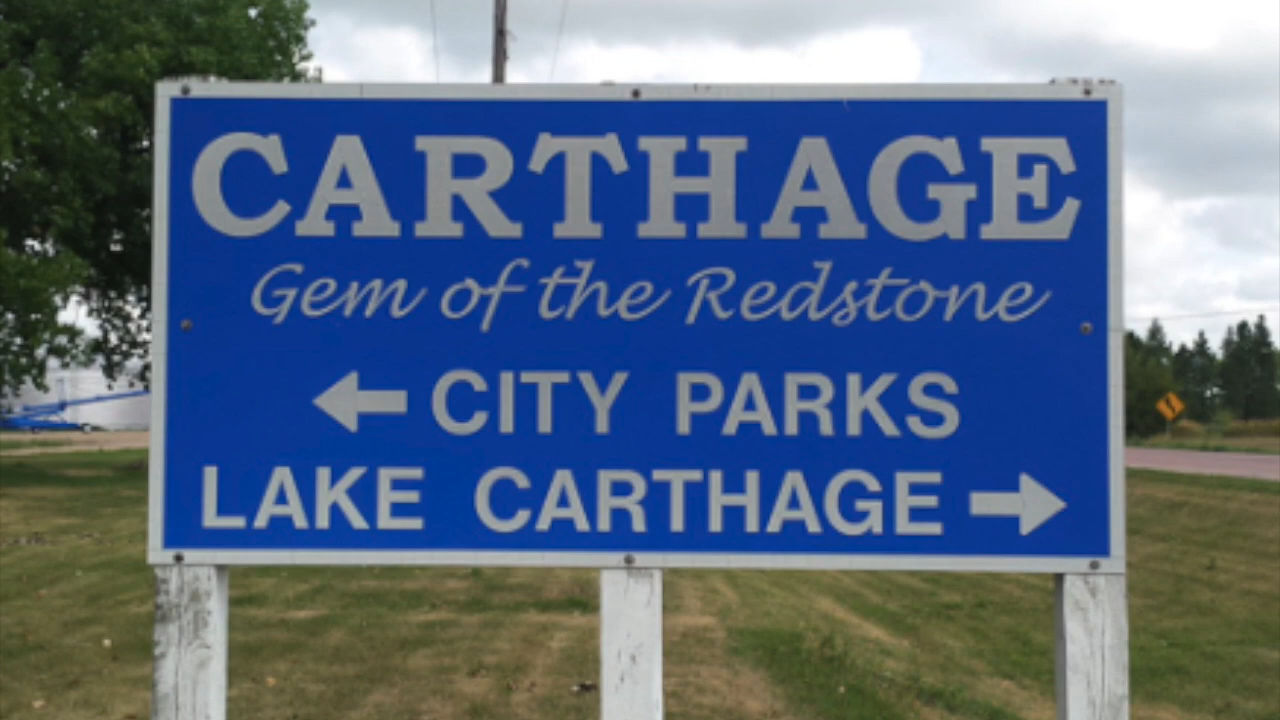 CARTHAGE
Gem of the Redstone
← CITY PARKS
LAKE CARTHAGE →